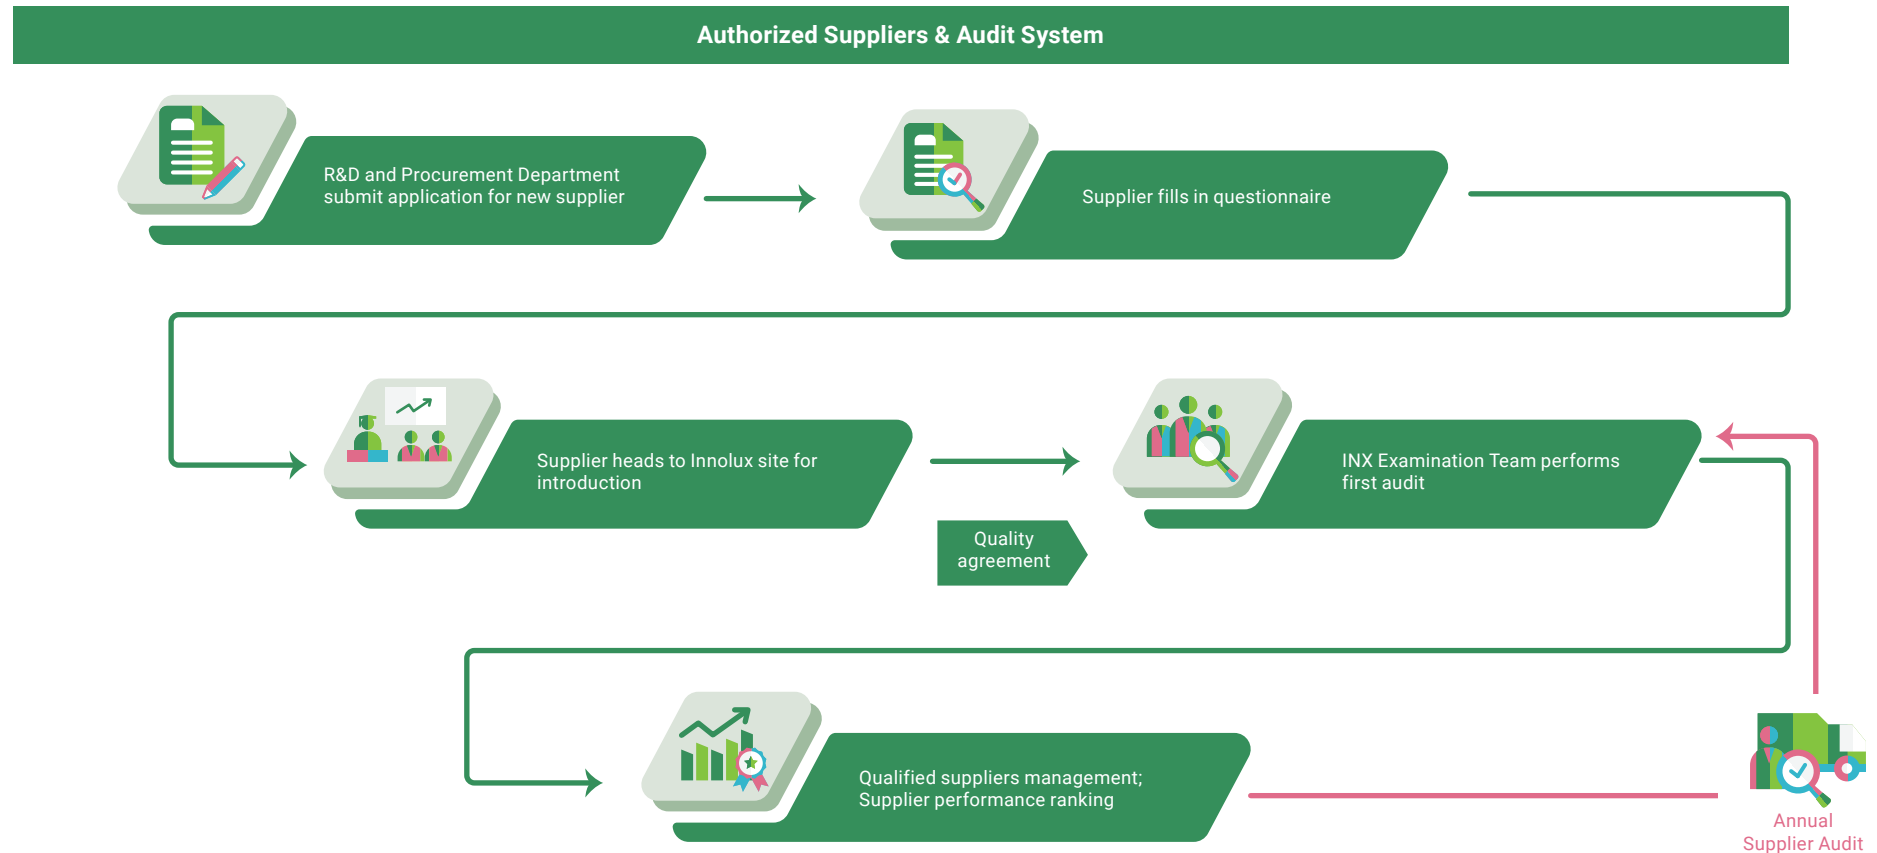 Authorized Suppliers & Audit System
R&D and Procurement Department
submit application for new supplier
Supplier fills in questionnaire
Supplier heads to Innolux site for
introduction
Quality
agreement
INX Examination Team performs
first audit
Qualified suppliers management;
Supplier performance ranking
Annual
Supplier Audit